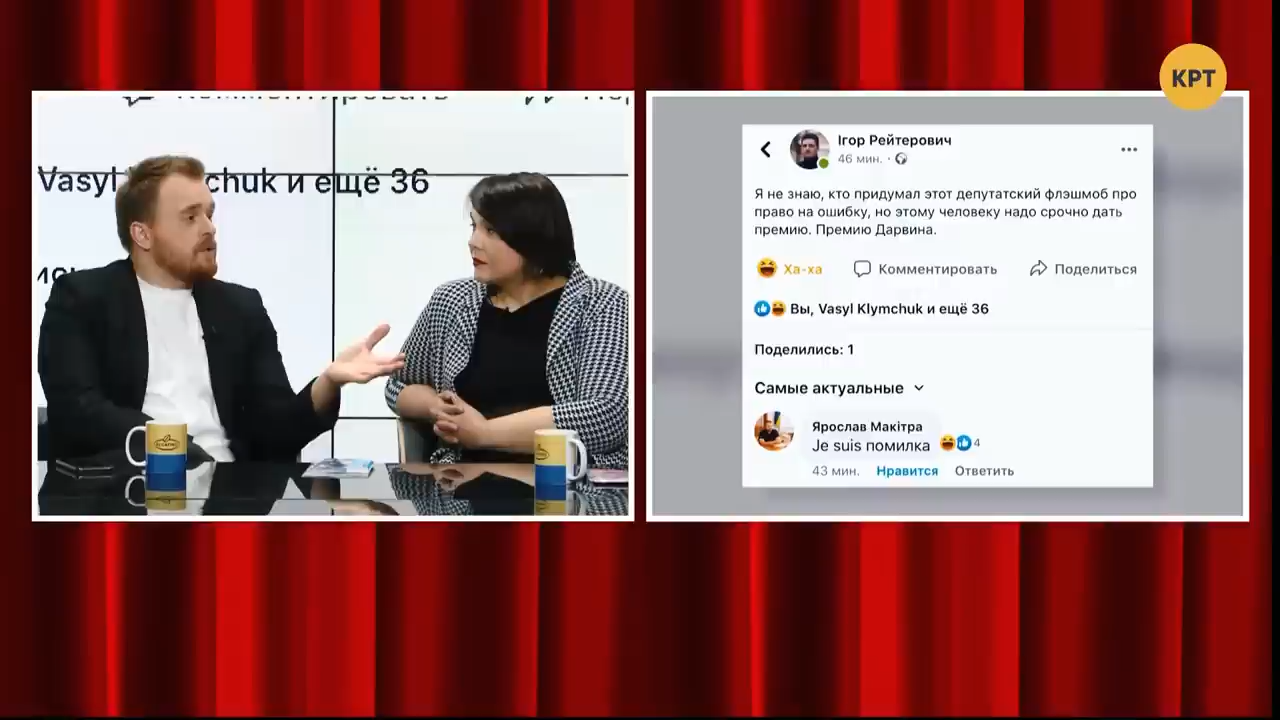 КРТ
Комментировать
Vasyl
chuk и ещё 36
Ігор Рейтерович
46 мин. ·
Я не знаю, кто придумал этот депутатский флэшмоб про
право на ошибку, но этому человеку надо срочно дать
премию. Премию Дарвина.
Ха-ха
Комментировать
Поделиться
Вы, Vasyl Klymchuk и ещё 36
Поделились: 1
Самые актуальные
Ярослав Макітра
Je suis помилка
4
43 мин. Нравится Ответить